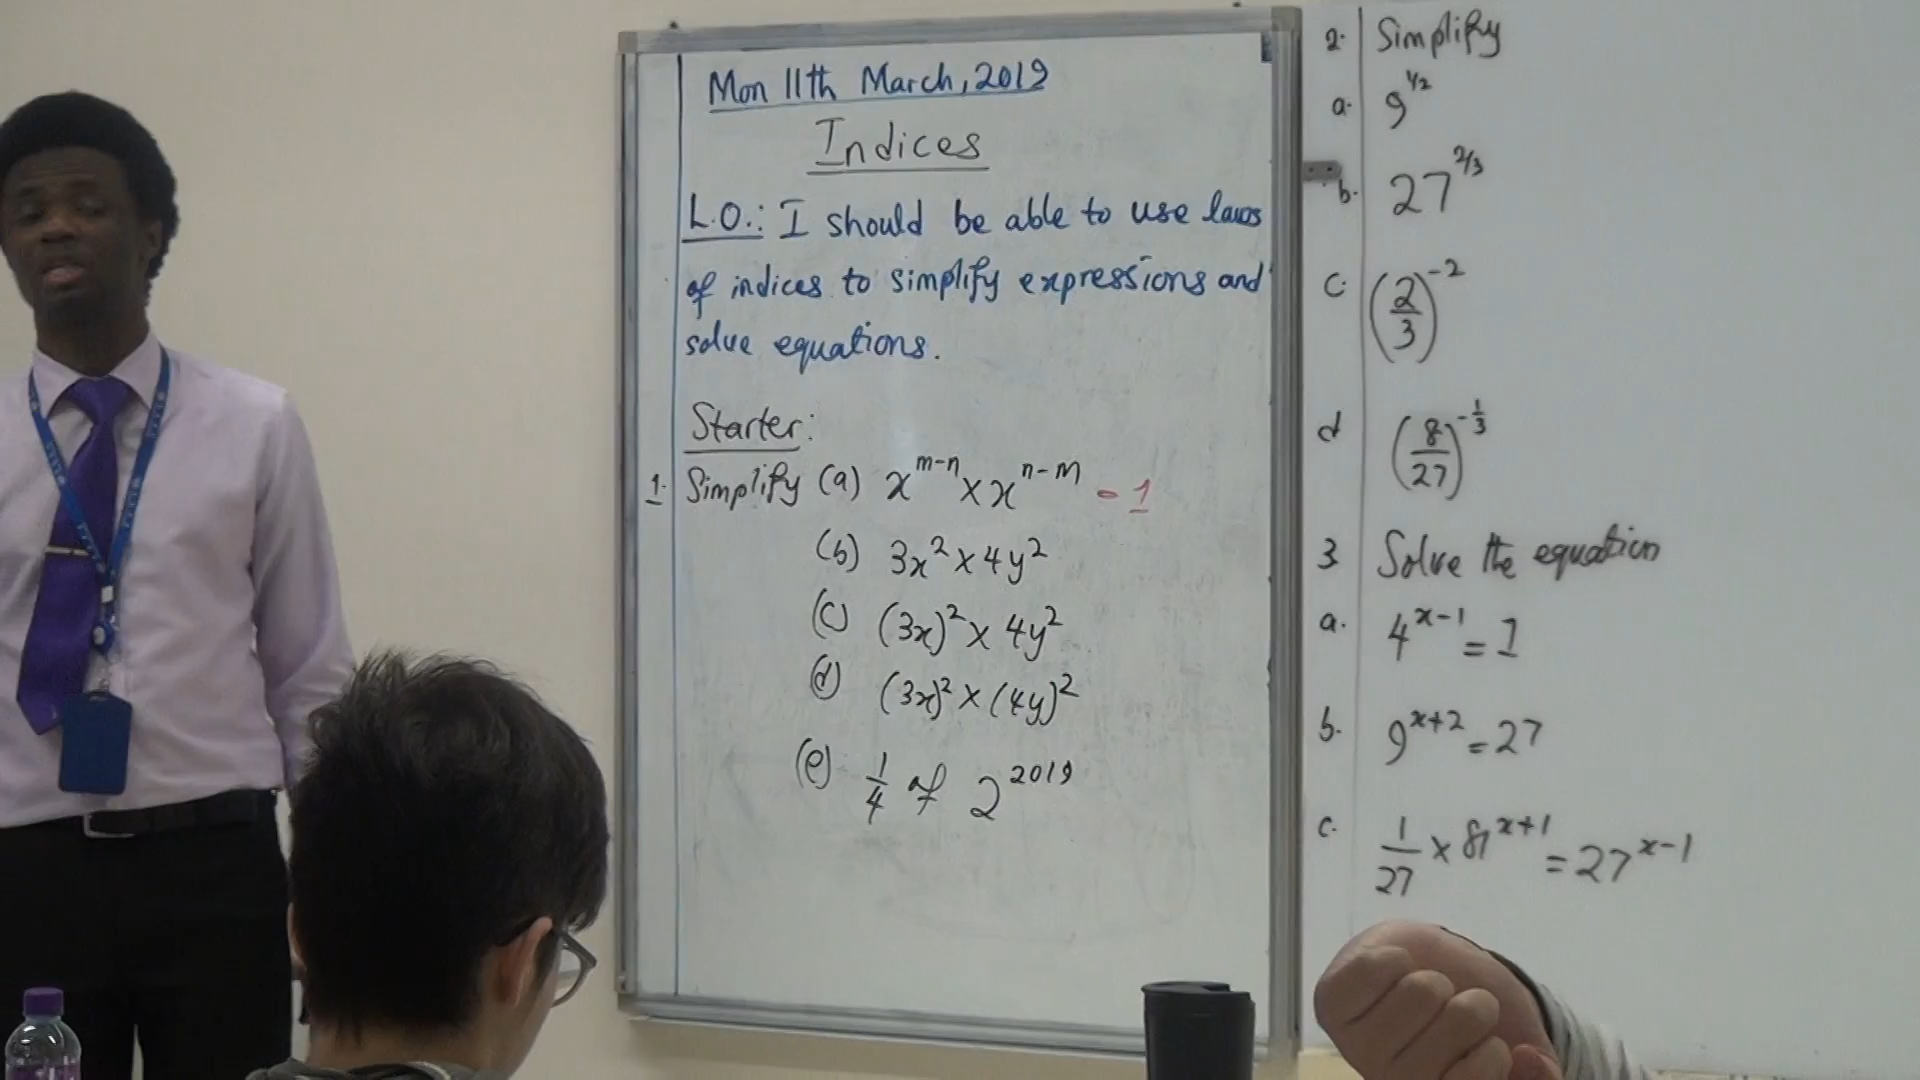 Mon 11th March, 2019
Indices
L.O.: I should be able to use laws
of indices to simplify expressions and
solve equations.
Starter:
1. Simplify (a) x^{m-n} × x^{n-m} = 1
(b) 3x² × 4y²
(c) (3x)² × 4y²
(d) (3x)² × (4y)²
(e) 1/4 of 2^{2019}
2. Simplify
a. 9^{1/2}
b. 27^{2/3}
c. (2/3)^{-2}
d (8/27)^{-1/3}
3 Solve the equation
a. 4^{x-1} = 1
b. 9^{x+2} = 27
c. 1/27 × 81^{x+1} = 27^{x-1}